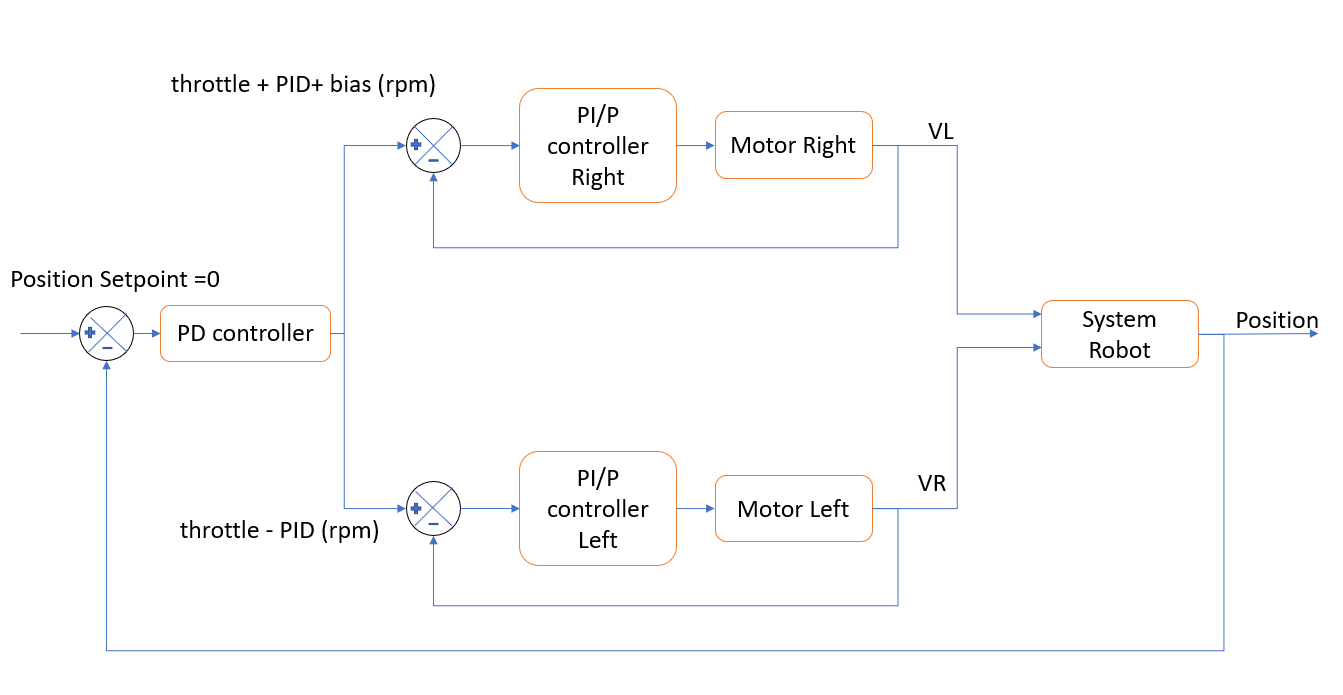 throttle + PID+ bias (rpm)
PI/P
controller
Right
Motor Right
VL
Position Setpoint =0
PD controller
System
Robot
Position
throttle - PID (rpm)
PI/P
controller
Left
Motor Left
VR